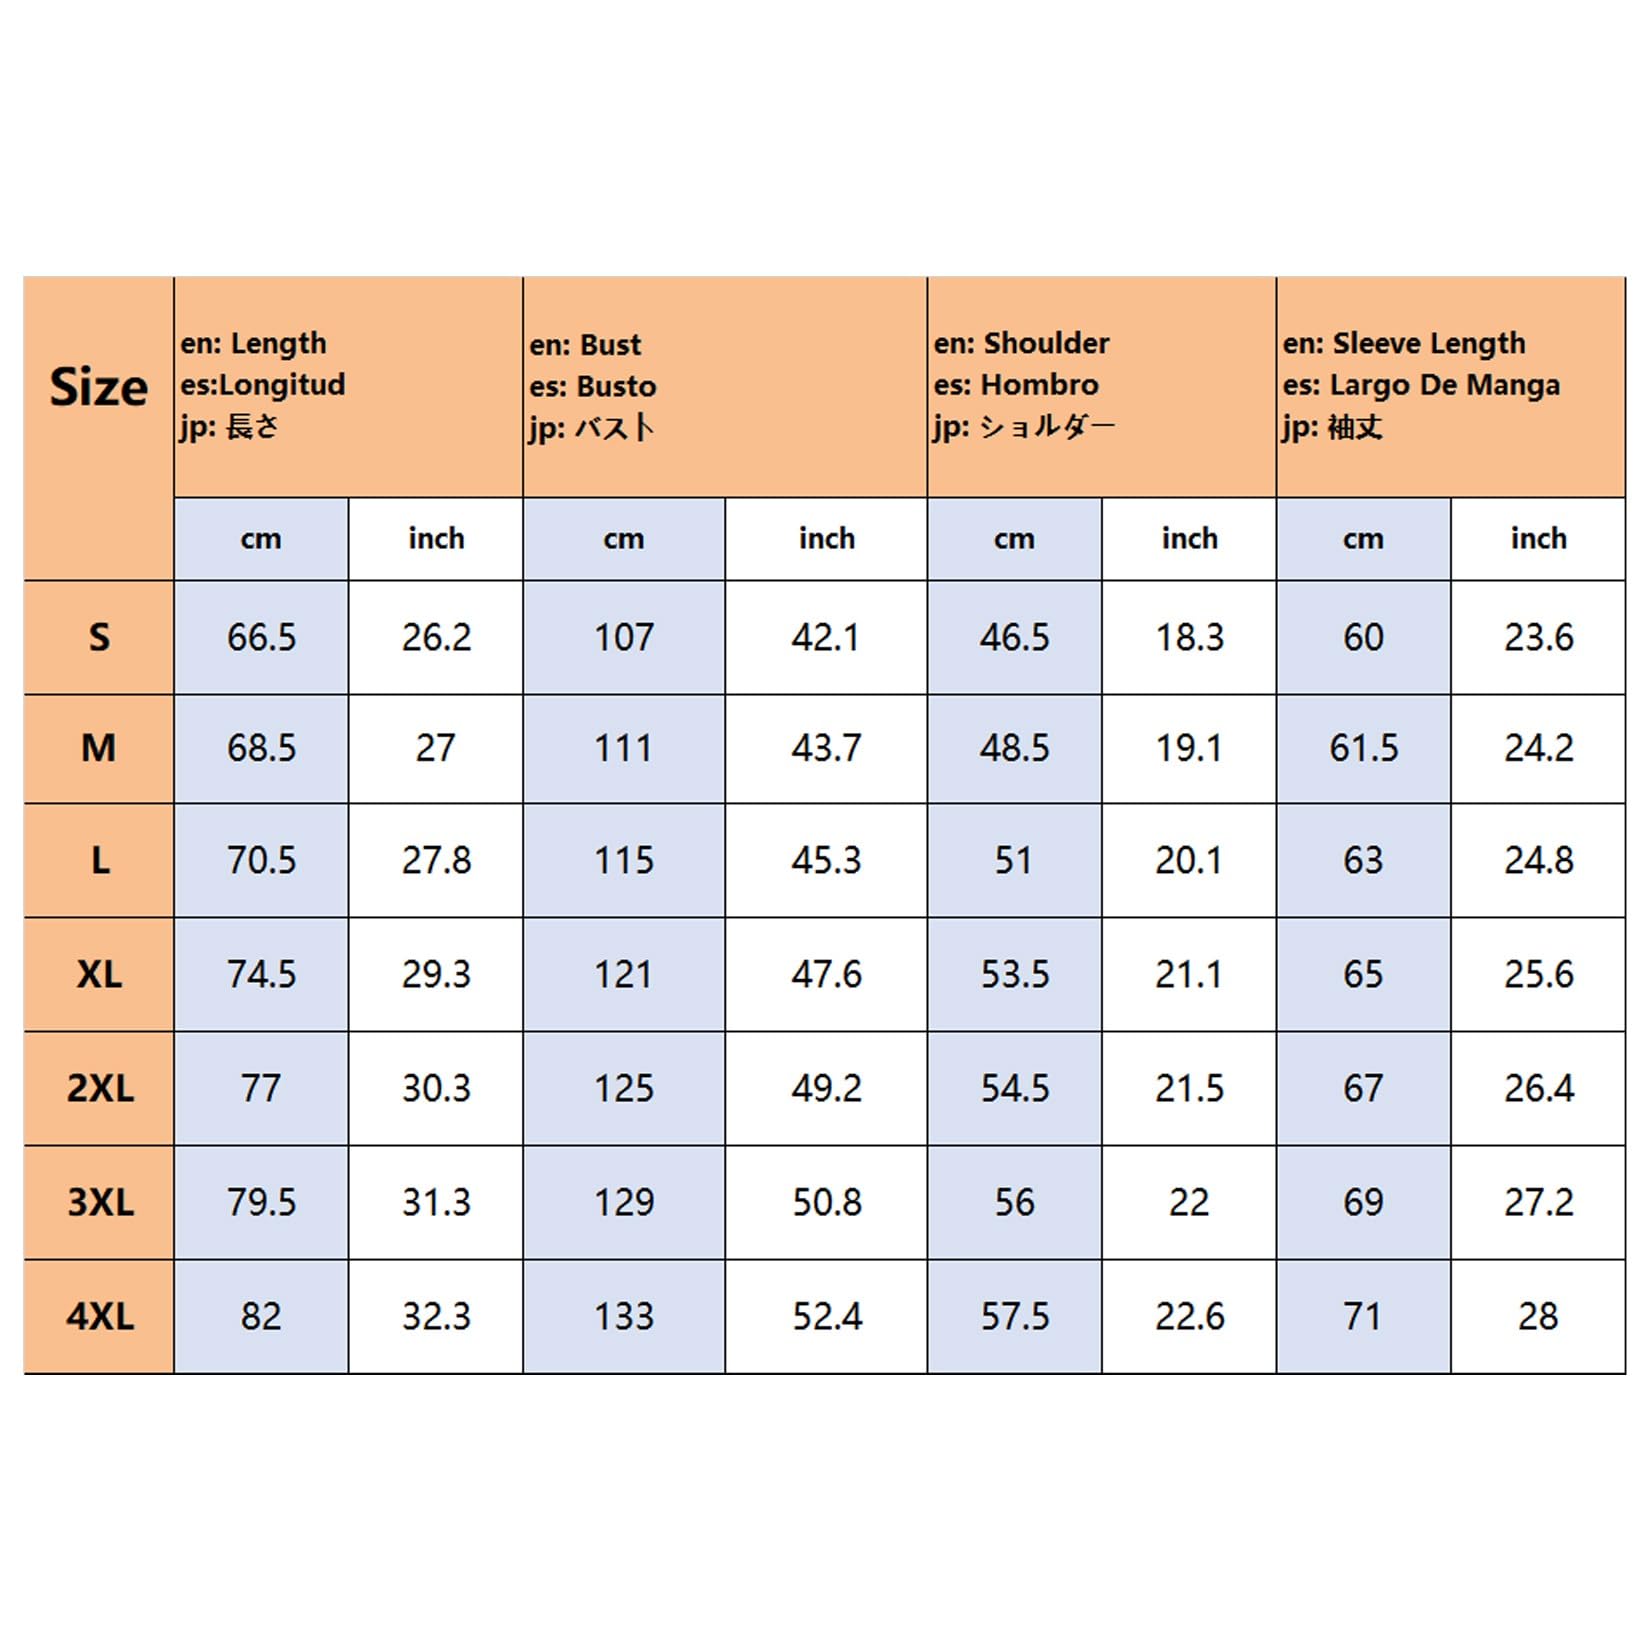 Size
en: Length
es:Longitud
jp: 長さ
en: Bust
es: Busto
jp: バスト
en: Shoulder
es: Hombro
jp: ショルダー
en: Sleeve Length
es: Largo De Manga
jp: 袖丈
cm inch cm inch cm inch cm inch
S 66.5 26.2 107 42.1 46.5 18.3 60 23.6
M 68.5 27 111 43.7 48.5 19.1 61.5 24.2
L 70.5 27.8 115 45.3 51 20.1 63 24.8
XL 74.5 29.3 121 47.6 53.5 21.1 65 25.6
2XL 77 30.3 125 49.2 54.5 21.5 67 26.4
3XL 79.5 31.3 129 50.8 56 22 69 27.2
4XL 82 32.3 133 52.4 57.5 22.6 71 28